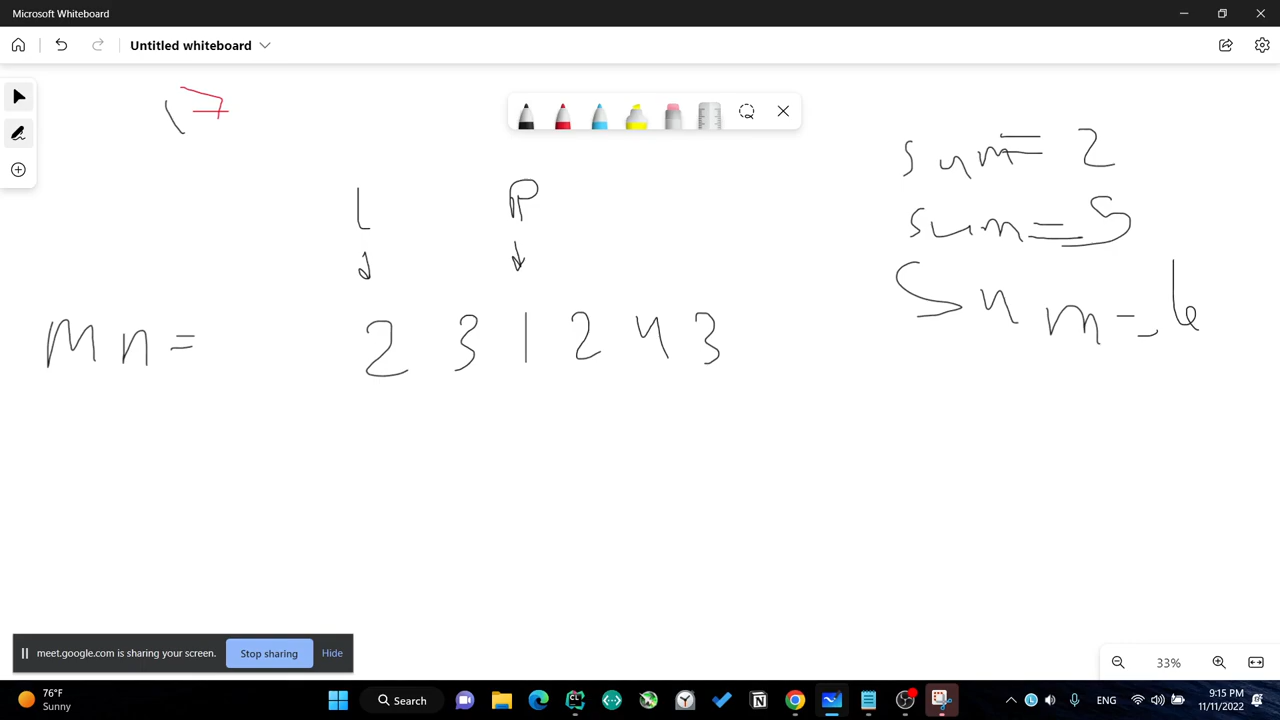 Microsoft Whiteboard
Untitled whiteboard
7
sum = 2
l
P
sum = 5
Sum = 6
mn =
2 3 1 2 4 3
meet.google.com is sharing your screen.
Stop sharing
Hide
33%
76°F
Sunny
Search
ENG
9:15 PM
11/11/2022